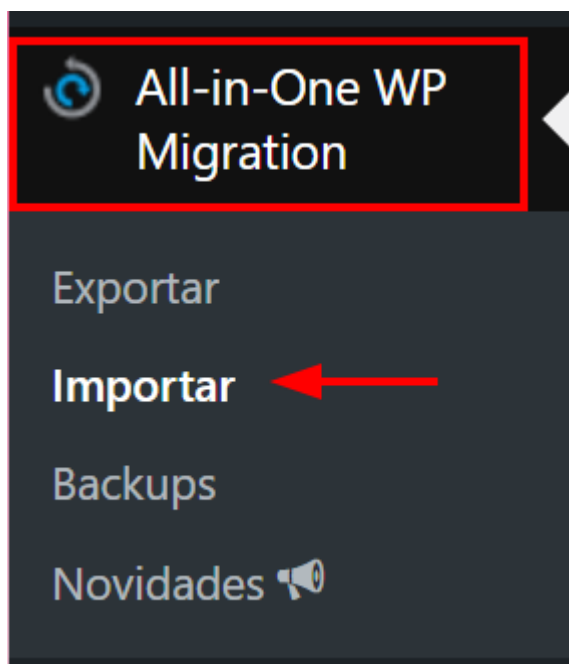 All-in-One WP
Migration
Exportar
Importar
Backups
Novidades